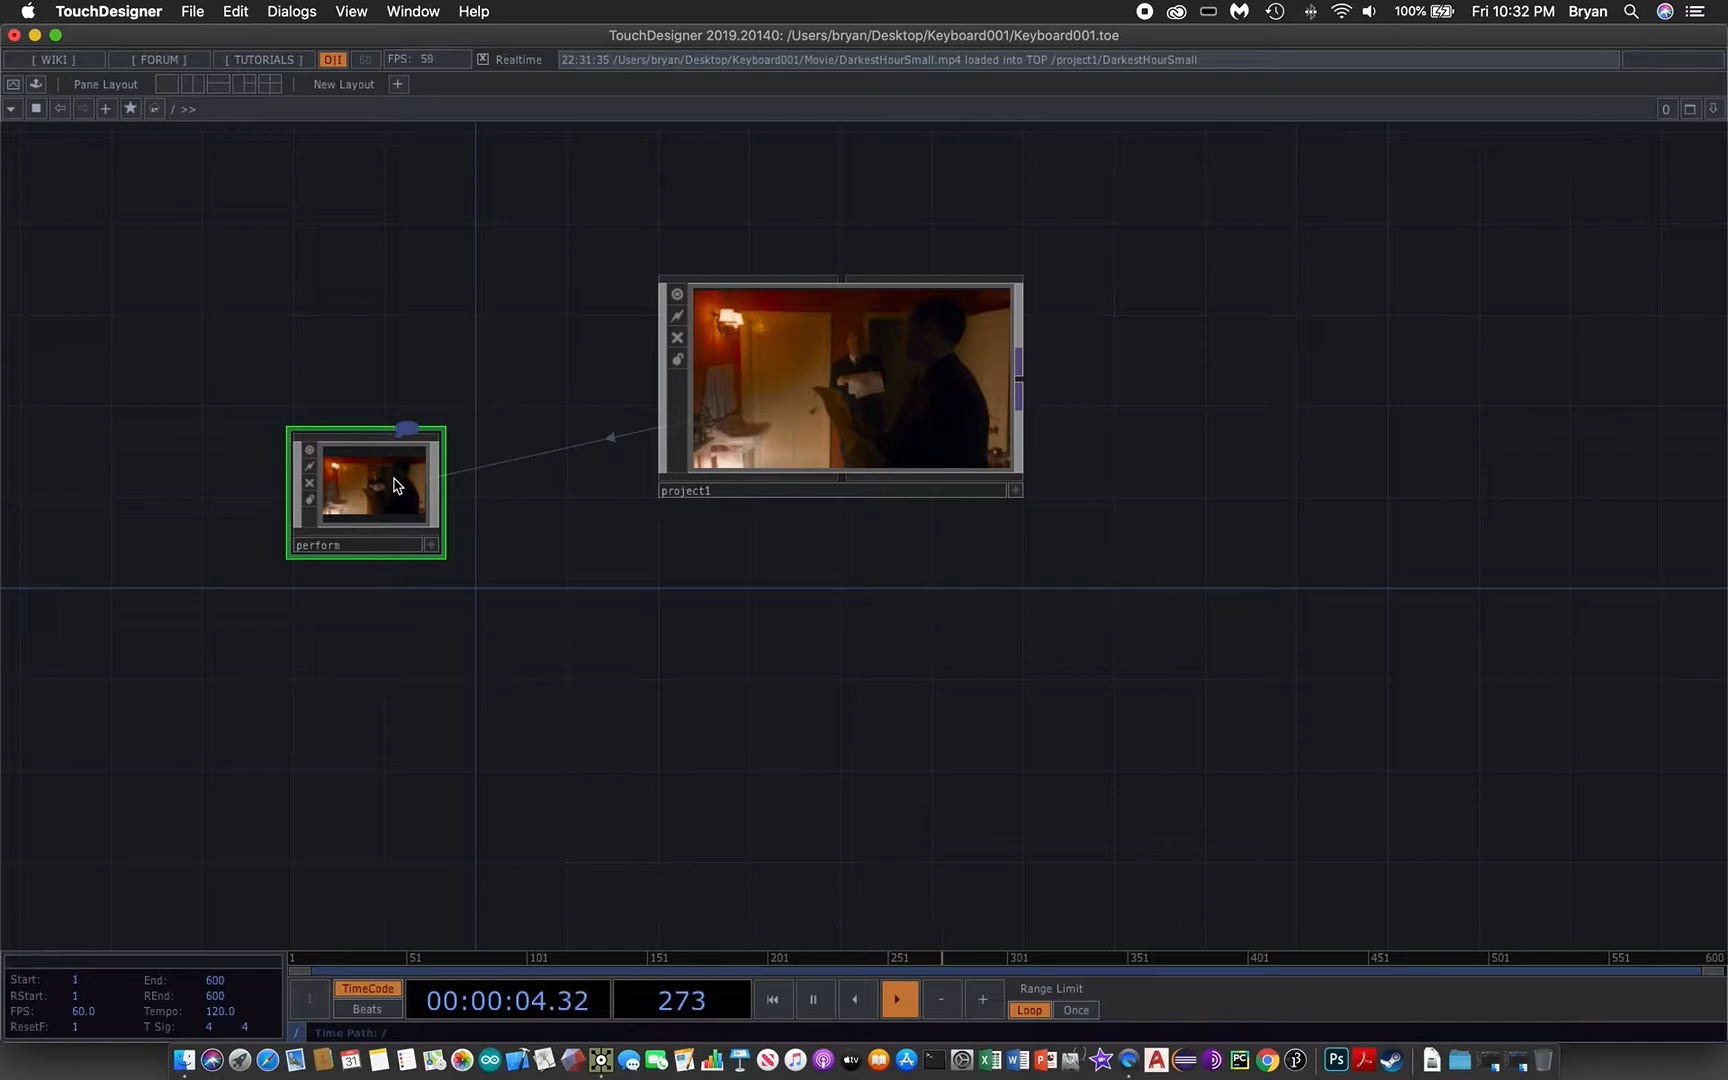 TouchDesigner File Edit Dialogs View Window Help 100% Fri 10:32 PM Bryan
TouchDesigner 2019.20140: /Users/bryan/Desktop/Keyboard001/Keyboard001.toe
[ WIKI ] [ FORUM ] [ TUTORIALS ] O|I 60 FPS: 58 Realtime 22:31:35 /Users/bryan/Desktop/Keyboard001/Movie/DarkestHourSmall.mp4 loaded into TOP /project1/DarkestHourSmall
Pane Layout New Layout +
/ >> 0
project1
perform
1 51 101 151 201 251 301 351 401 451 501 551 600
Start: 1 End: 600
RStart: 1 REnd: 600
FPS: 60.0 Tempo: 120.0
ResetF: 1 T Sig: 4 4
TimeCode
Beats
00:00:04.32 273
- +
Range Limit
Loop Once
/ Time Path: /
31
tv
PC
Ps